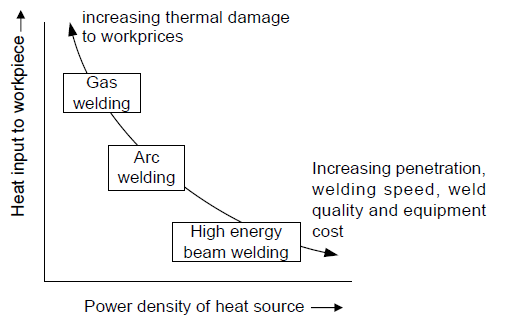 increasing thermal damage
to workprices
Heat input to workpiece
Gas
welding
Arc
welding
Increasing penetration,
welding speed, weld
quality and equipment
cost
High energy
beam welding
Power density of heat source